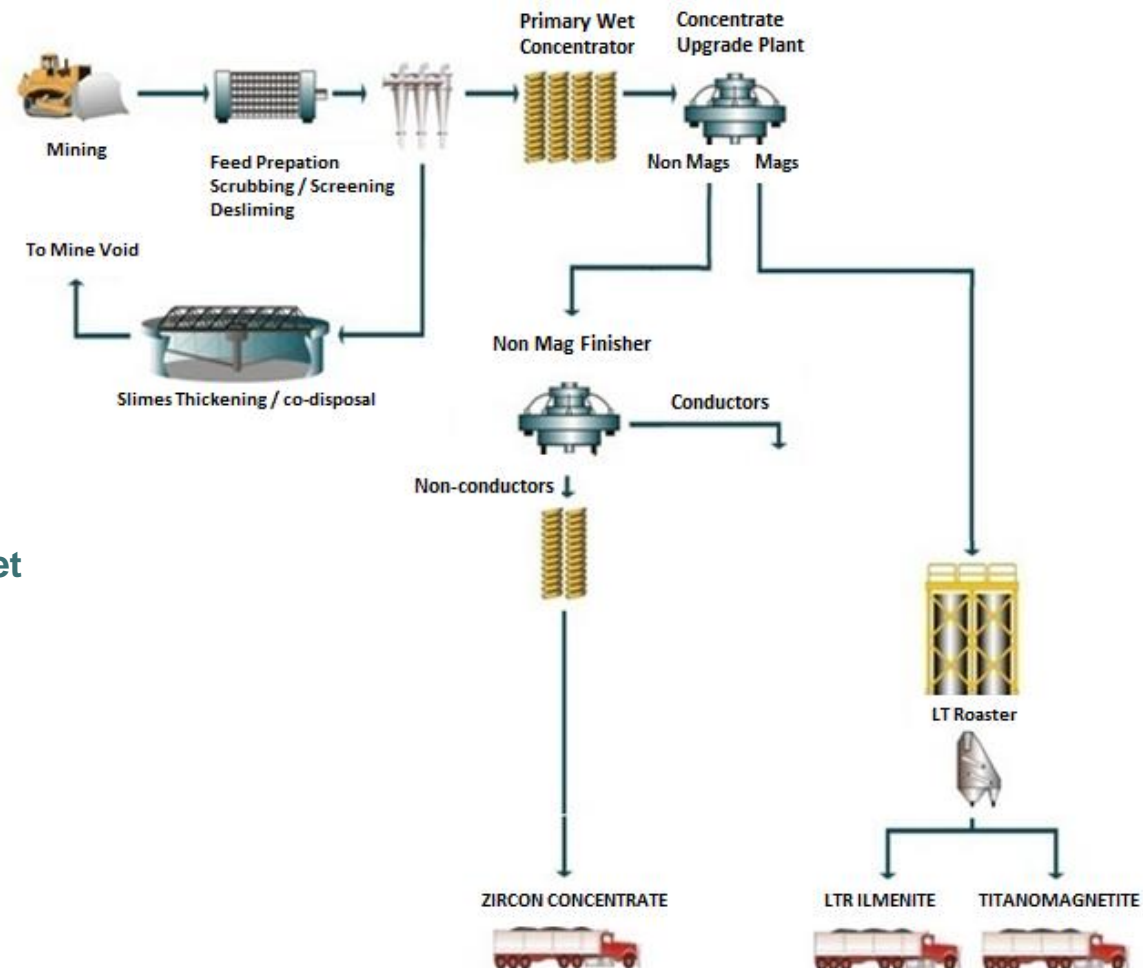 Primary Wet
Concentrator
Concentrate
Upgrade Plant
Mining
Feed Prepation
Scrubbing / Screening
Desliming
Non Mags
Mags
To Mine Void
Slimes Thickening / co-disposal
Non Mag Finisher
Conductors
Non-conductors
et
LT Roaster
ZIRCON CONCENTRATE
LTR ILMENITE
TITANOMAGNETITE